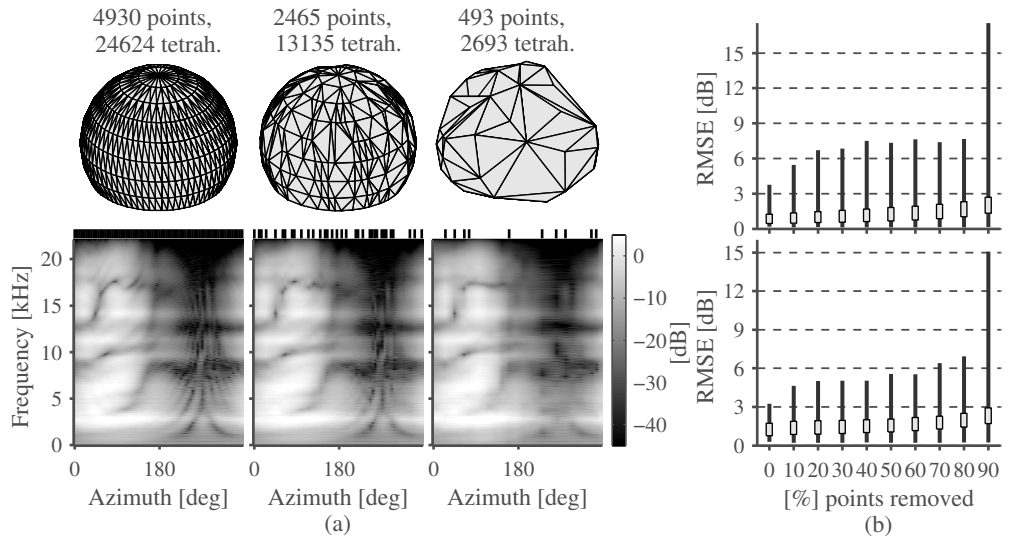 4930 points,
24624 tetrah.
2465 points,
13135 tetrah.
493 points,
2693 tetrah.
Frequency [kHz]
20
15
10
5
0
0 180
0 180
0 180
Azimuth [deg]
Azimuth [deg]
Azimuth [deg]
0
−10
−20
−30
−40
[dB]
(a)
RMSE [dB]
15
12
9
6
3
0
RMSE [dB]
15
12
9
6
3
0
0 10 20 30 40 50 60 70 80 90
[%] points removed
(b)